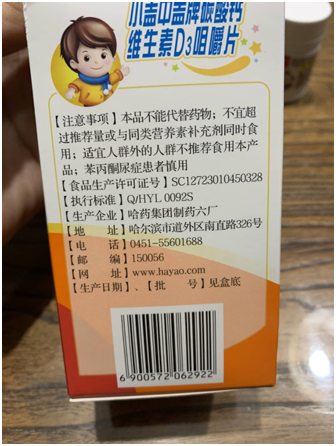 小盖中盖牌碳酸钙
维生素D₃咀嚼片
【注意事项】本品不能代替药物；不宜超
过推荐量或与同类营养素补充剂同时食
用；适宜人群外的人群不推荐食用本产
品；苯丙酮尿症患者慎用
【食品生产许可证号】SC12723010450328
【执行标准】Q/HYL 0092S
【生产企业】哈药集团制药六厂
【地 址】哈尔滨市道外区南直路326号
【电 话】0451-55601688
【邮 编】150056
【网 址】www.hayao.com
【生产日期】、【批 号】见盒底
6 900572 062922